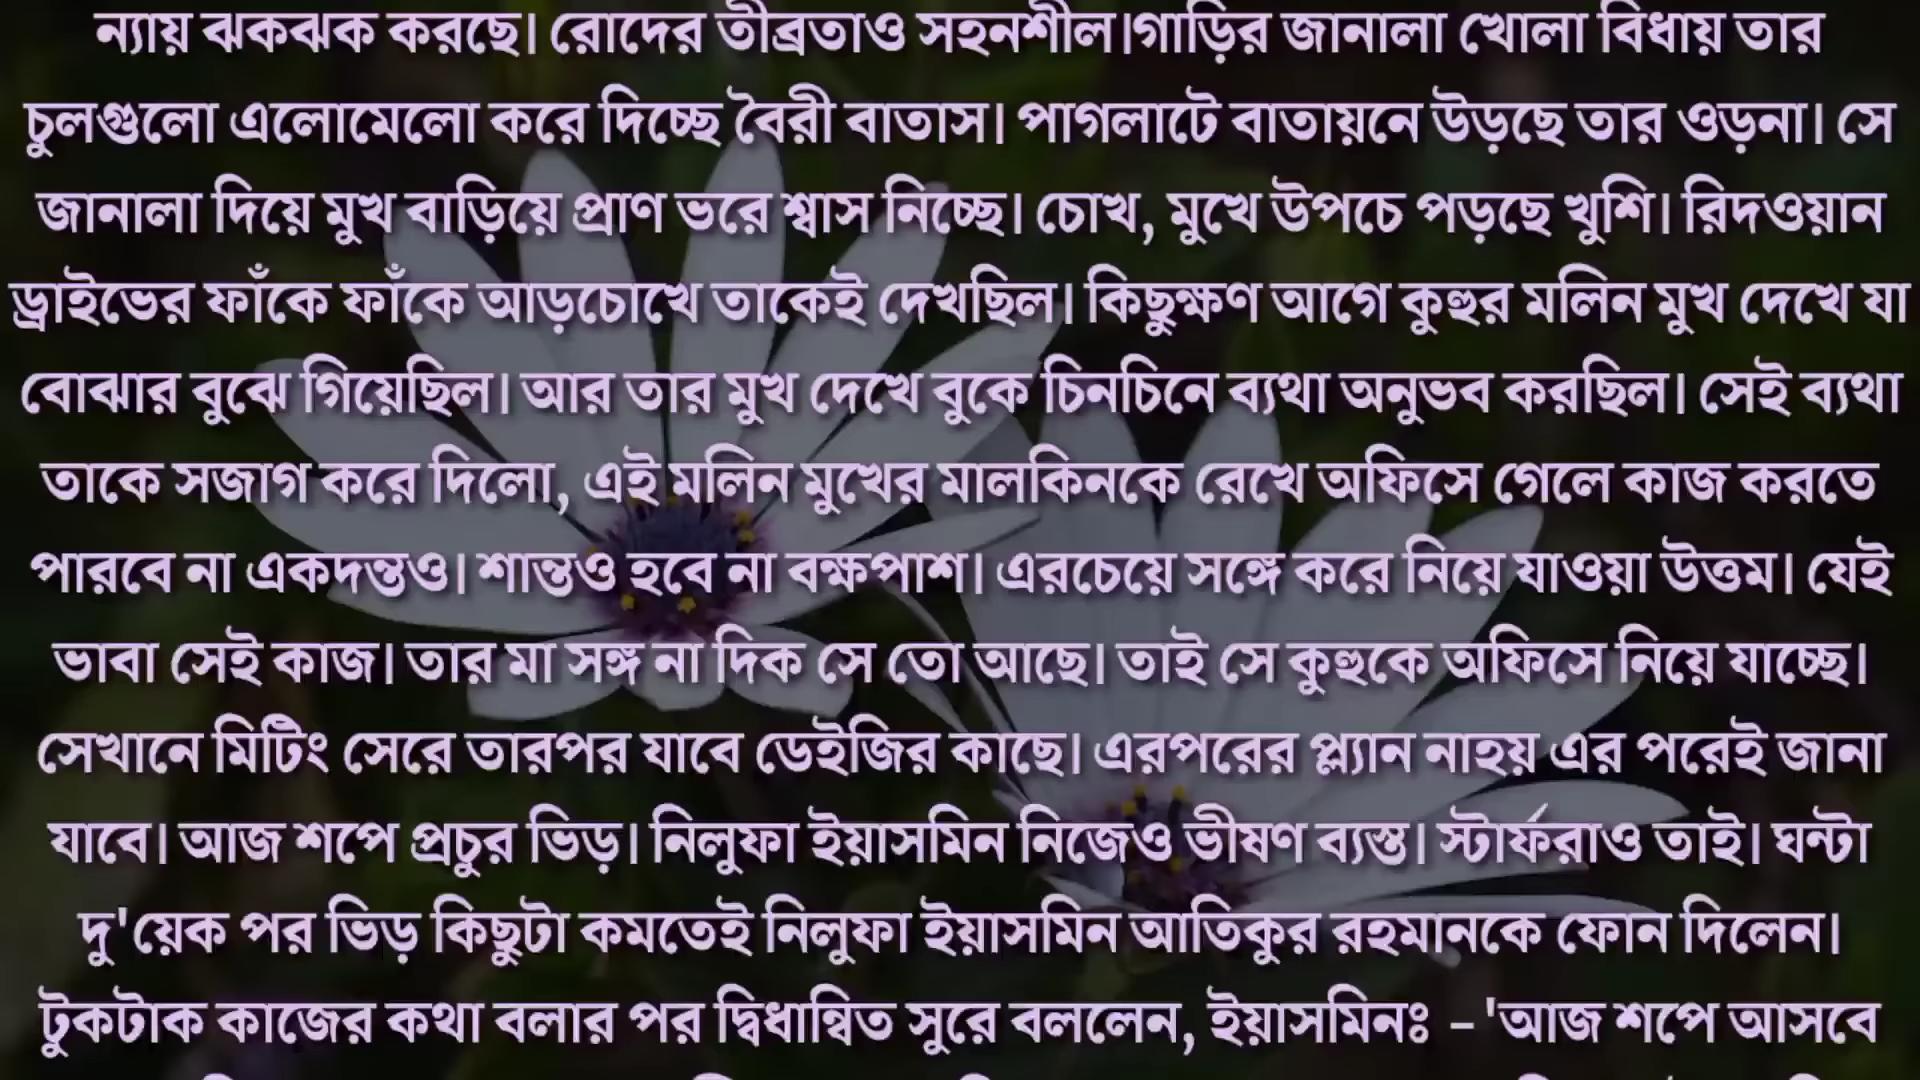 ন্যায় ঝকঝক করছে। রোদের তীব্রতাও সহনশীল।গাড়ির জানালা খোলা বিধায় তার
চুলগুলো এলোমেলো করে দিচ্ছে বৈরী বাতাস। পাগলাটে বাতায়নে উড়ছে তার ওড়না। সে
জানালা দিয়ে মুখ বাড়িয়ে প্রাণ ভরে শ্বাস নিচ্ছে। চোখ, মুখে উপচে পড়ছে খুশি। রিদওয়ান
ড্রাইভের ফাঁকে ফাঁকে আড়চোখে তাকেই দেখছিল। কিছুক্ষণ আগে কুহুর মলিন মুখ দেখে যা
বোঝার বুঝে গিয়েছিল। আর তার মুখ দেখে বুকে চিনচিনে ব্যথা অনুভব করছিল। সেই ব্যথা
তাকে সজাগ করে দিলো, এই মলিন মুখের মালকিনকে রেখে অফিসে গেলে কাজ করতে
পারবে না একদন্তও। শান্তও হবে না বক্ষপাশ। এরচেয়ে সঙ্গে করে নিয়ে যাওয়া উত্তম। যেই
ভাবা সেই কাজ। তার মা সঙ্গ না দিক সে তো আছে। তাই সে কুহুকে অফিসে নিয়ে যাচ্ছে।
সেখানে মিটিং সেরে তারপর যাবে ডেইজির কাছে। এরপরের প্ল্যান নাহয় এর পরেই জানা
যাবে। আজ শপে প্রচুর ভিড়। নিলুফা ইয়াসমিন নিজেও ভীষণ ব্যস্ত। স্টার্ফরাও তাই। ঘন্টা
দু'য়েক পর ভিড় কিছুটা কমতেই নিলুফা ইয়াসমিন আতিকুর রহমানকে ফোন দিলেন।
টুকটাক কাজের কথা বলার পর দ্বিধান্বিত সুরে বললেন, ইয়াসমিনঃ -'আজ শপে আসবে